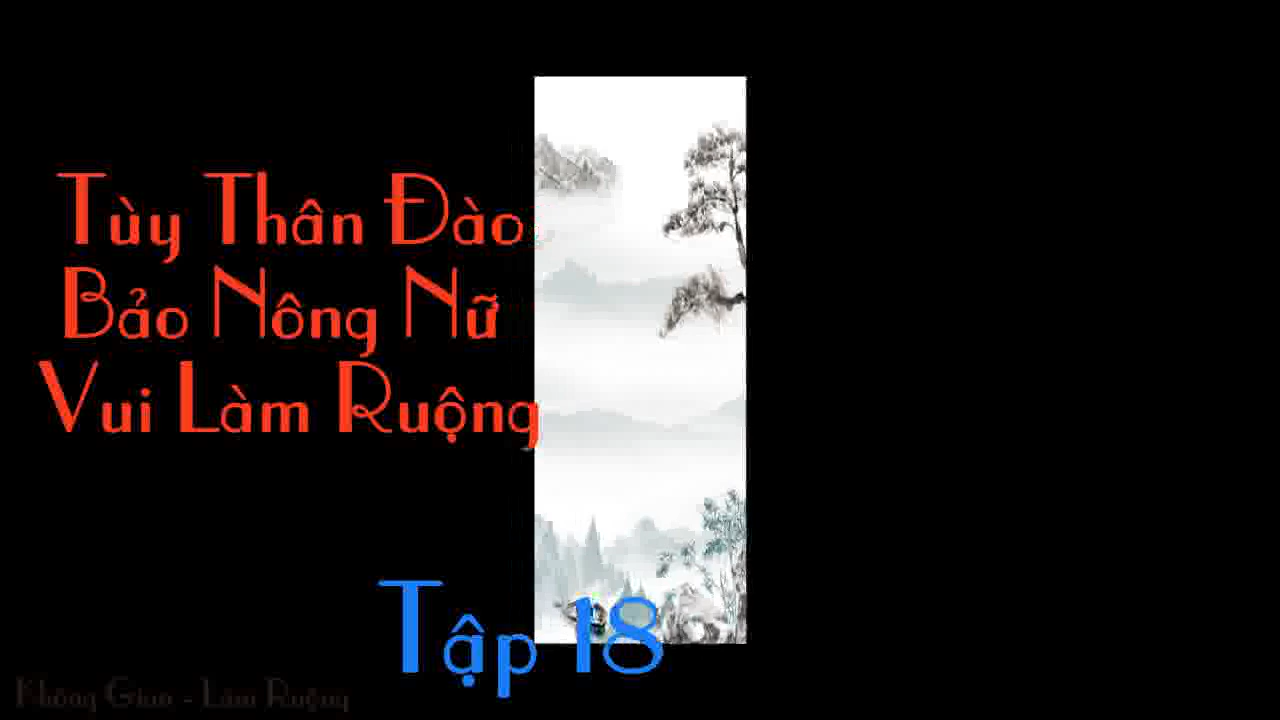 Tùy Thân Đào
Bảo Nông Nữ
Vui Làm Ruộng
Tập 18
Không Gian - Làm Ruộng